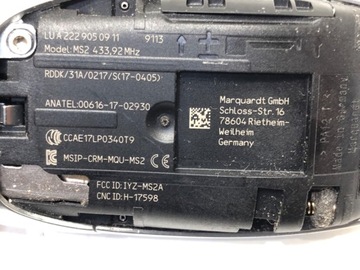 LU A 222 905 09 11 9113
Model: MS2 433,92 MHz
RDDK/31A/0217/S(17-0405)
ANATEL:00616-17-02930
CCAE17LP0340T9
MSIP-CRM-MQU-MS2
FCC ID: IYZ-MS2A
CNC ID: H-17598
Marquardt GmbH
Schloss-Str. 16
78604 Rietheim-
Weilheim
Germany